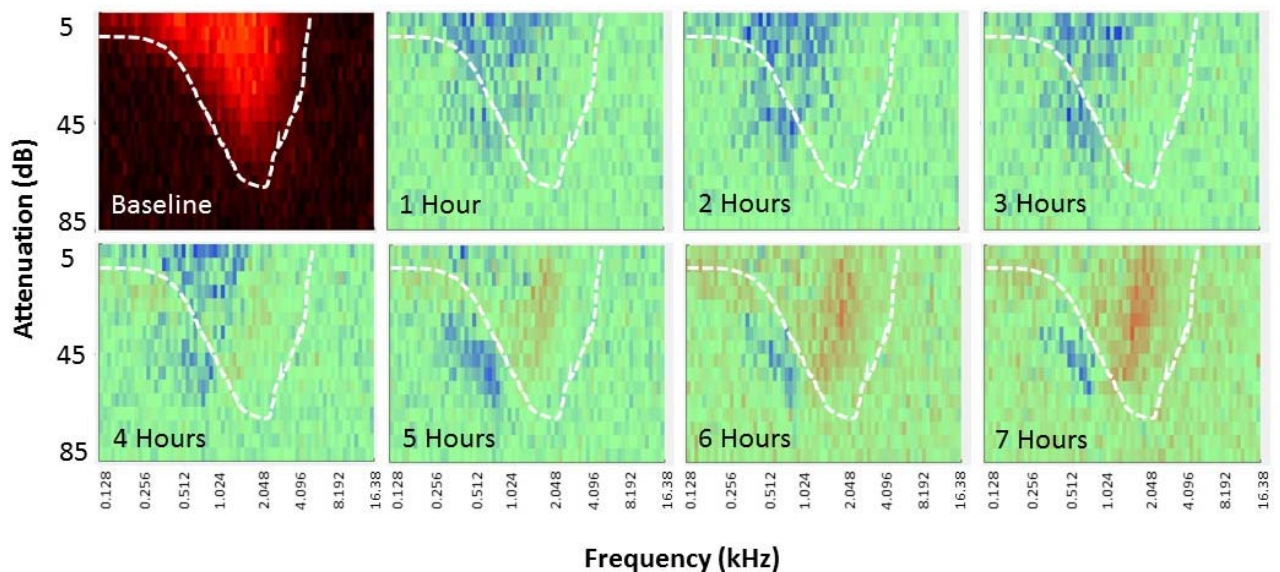 Attenuation (dB)
5
45
85
Baseline
1 Hour
2 Hours
3 Hours
5
45
85
4 Hours
5 Hours
6 Hours
7 Hours
0.128 0.256 0.512 1.024 2.048 4.096 8.192 16.38
0.128 0.256 0.512 1.024 2.048 4.096 8.192 16.38
0.128 0.256 0.512 1.024 2.048 4.096 8.192 16.38
0.128 0.256 0.512 1.024 2.048 4.096 8.192 16.38
Frequency (kHz)